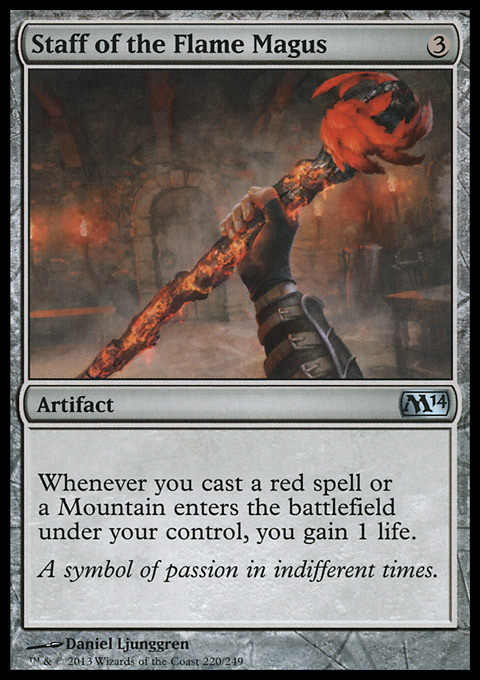 Staff of the Flame Magus 3
Artifact M14
Whenever you cast a red spell or
a Mountain enters the battlefield
under your control, you gain 1 life.
A symbol of passion in indifferent times.
Daniel Ljunggren
™ & © 2013 Wizards of the Coast 220/249